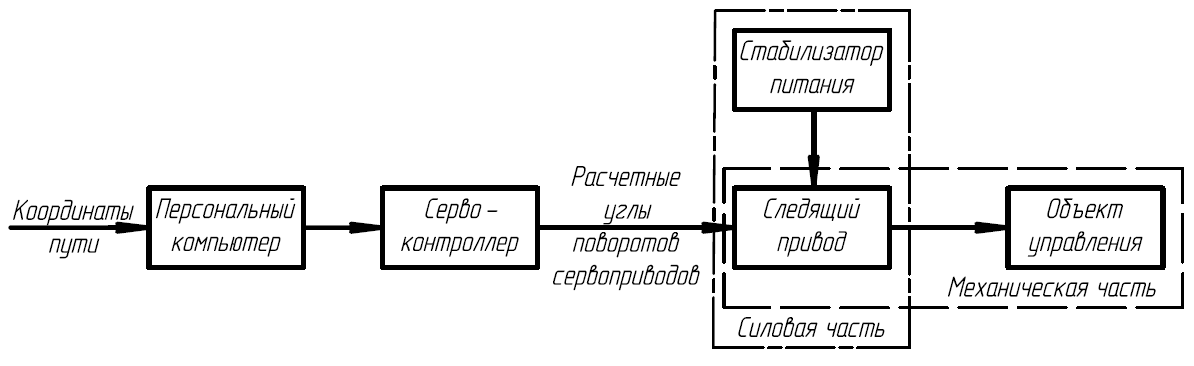 Стабилизатор
питания
Координаты
пути
Персональный
компьютер
Серво –
контроллер
Расчетные
углы
поворотов
сервоприводов
Следящий
привод
Объект
управления
Механическая часть
Силовая часть